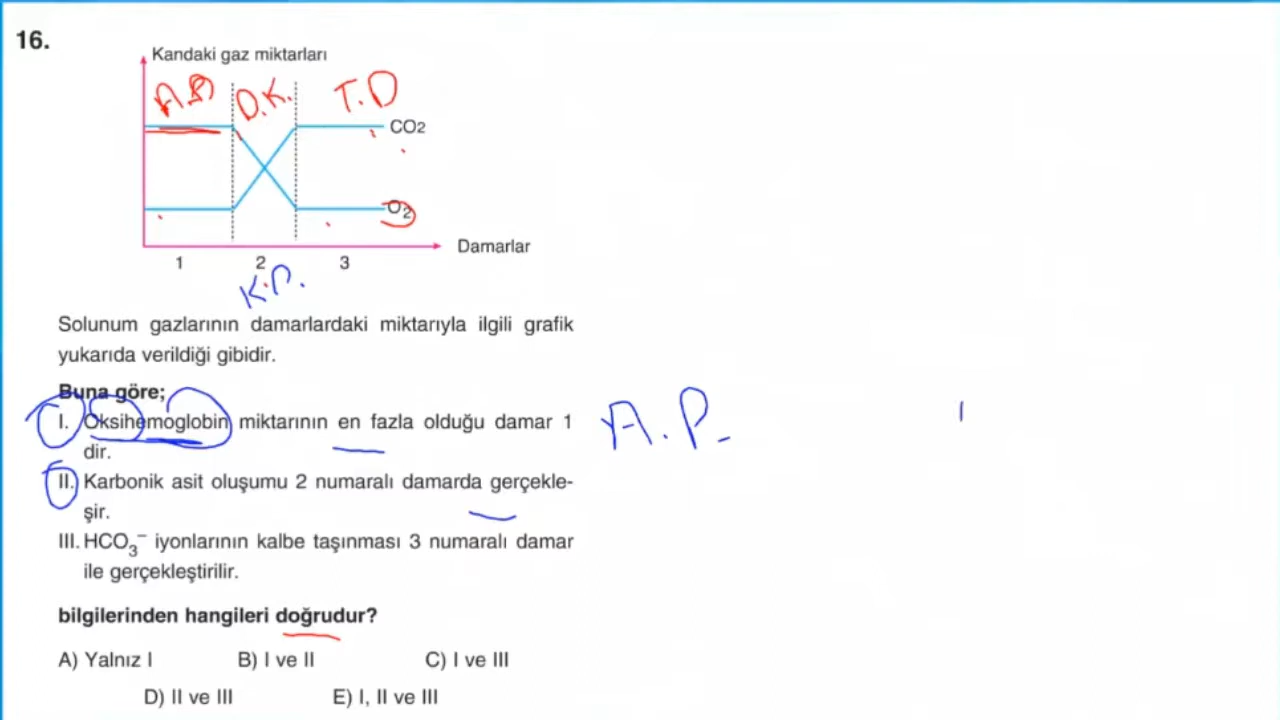 16.
Kandaki gaz miktarları
A.D D.K. T.D
CO2
O2
Damarlar
1 2 3
Solunum gazlarının damarlardaki miktarıyla ilgili grafik
yukarıda verildiği gibidir.
Buna göre;
I. Oksihemoglobin miktarının en fazla olduğu damar 1
dir.
II. Karbonik asit oluşumu 2 numaralı damarda gerçekle-
şir.
III. HCO₃⁻ iyonlarının kalbe taşınması 3 numaralı damar
ile gerçekleştirilir.
bilgilerinden hangileri doğrudur?
A) Yalnız I B) I ve II C) I ve III
D) II ve III E) I, II ve III
A.P.